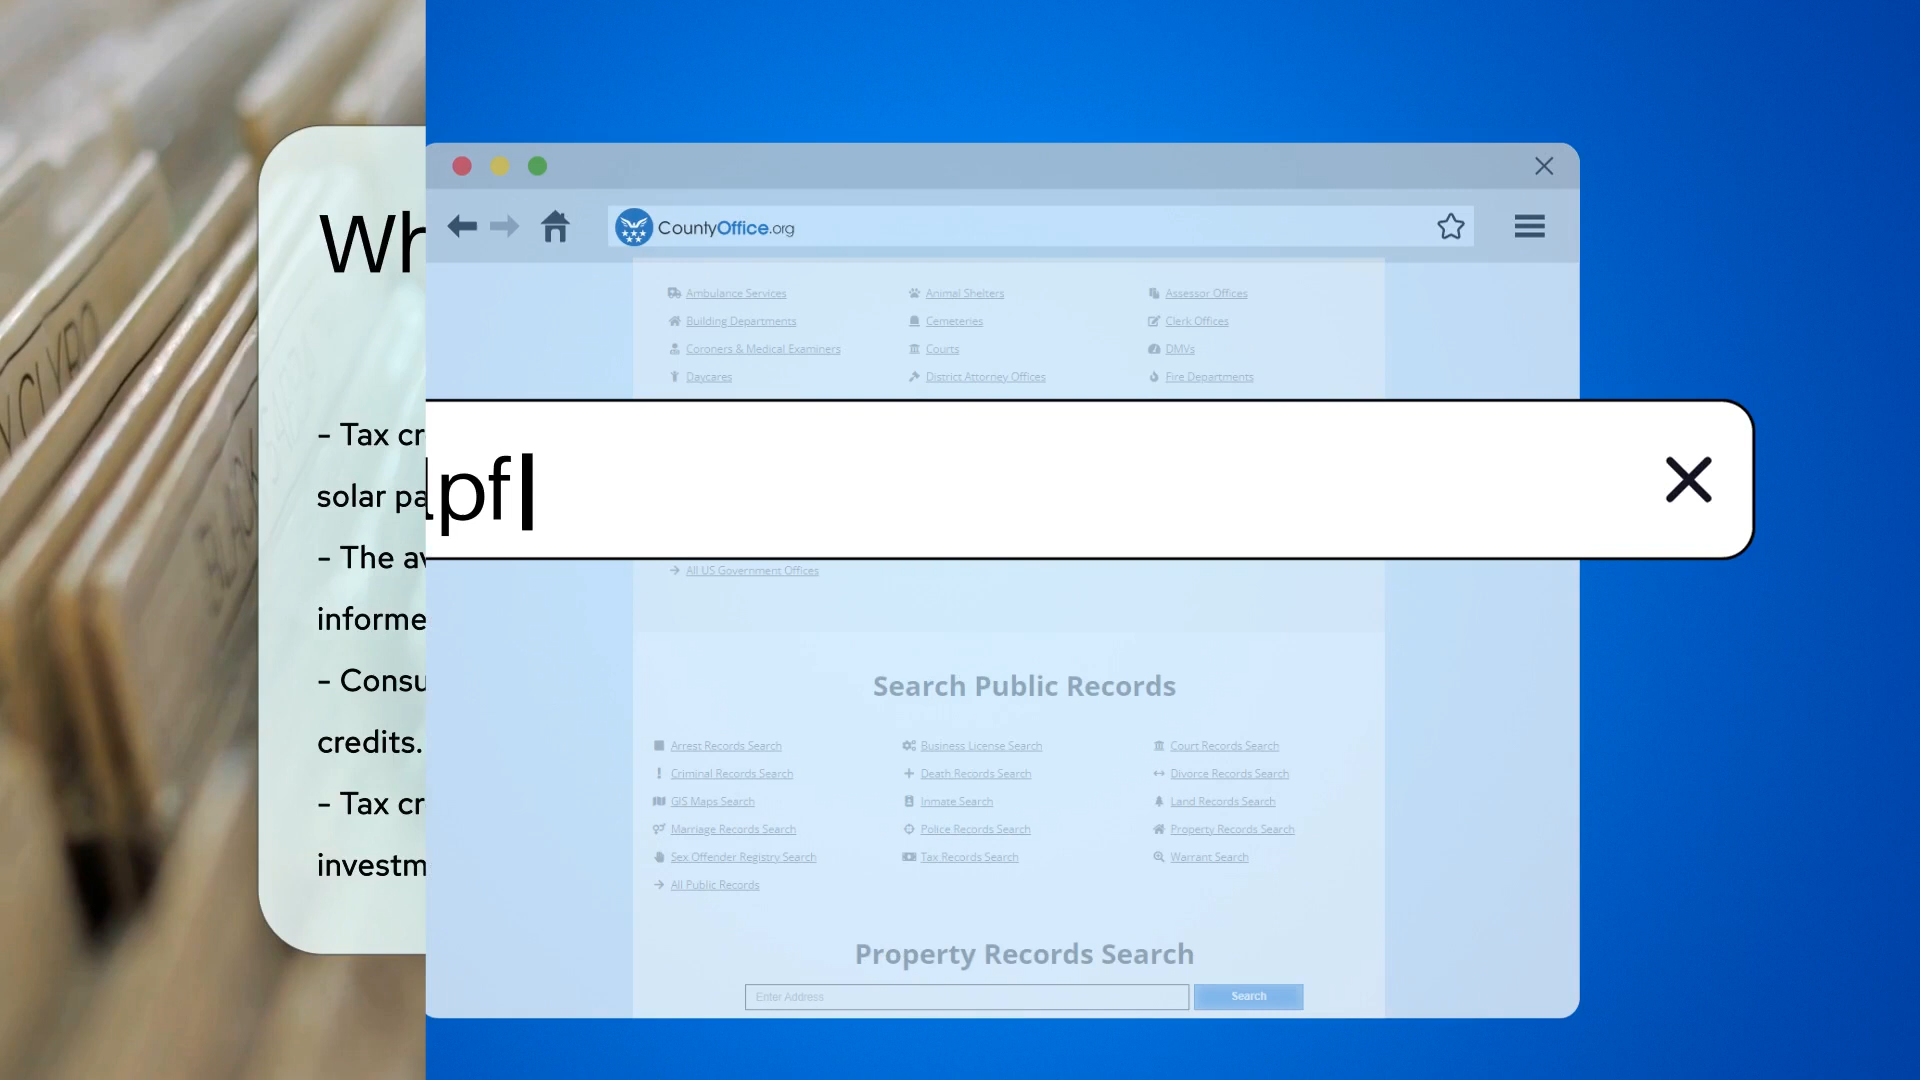 Wh
- Tax cr
solar pa
- The av
informe
- Consu
credits.
- Tax cr
investm
CountyOffice.org
Ambulance Services Animal Shelters Assessor Offices
Building Departments Cemeteries Clerk Offices
Coroners & Medical Examiners Courts DMVs
Daycares District Attorney Offices Fire Departments
pf
All US Government Offices
Search Public Records
Arrest Records Search Business License Search Court Records Search
Criminal Records Search Death Records Search Divorce Records Search
GIS Maps Search Inmate Search Land Records Search
Marriage Records Search Police Records Search Property Records Search
Sex Offender Registry Search Tax Records Search Warrant Search
All Public Records
Property Records Search
Enter Address Search